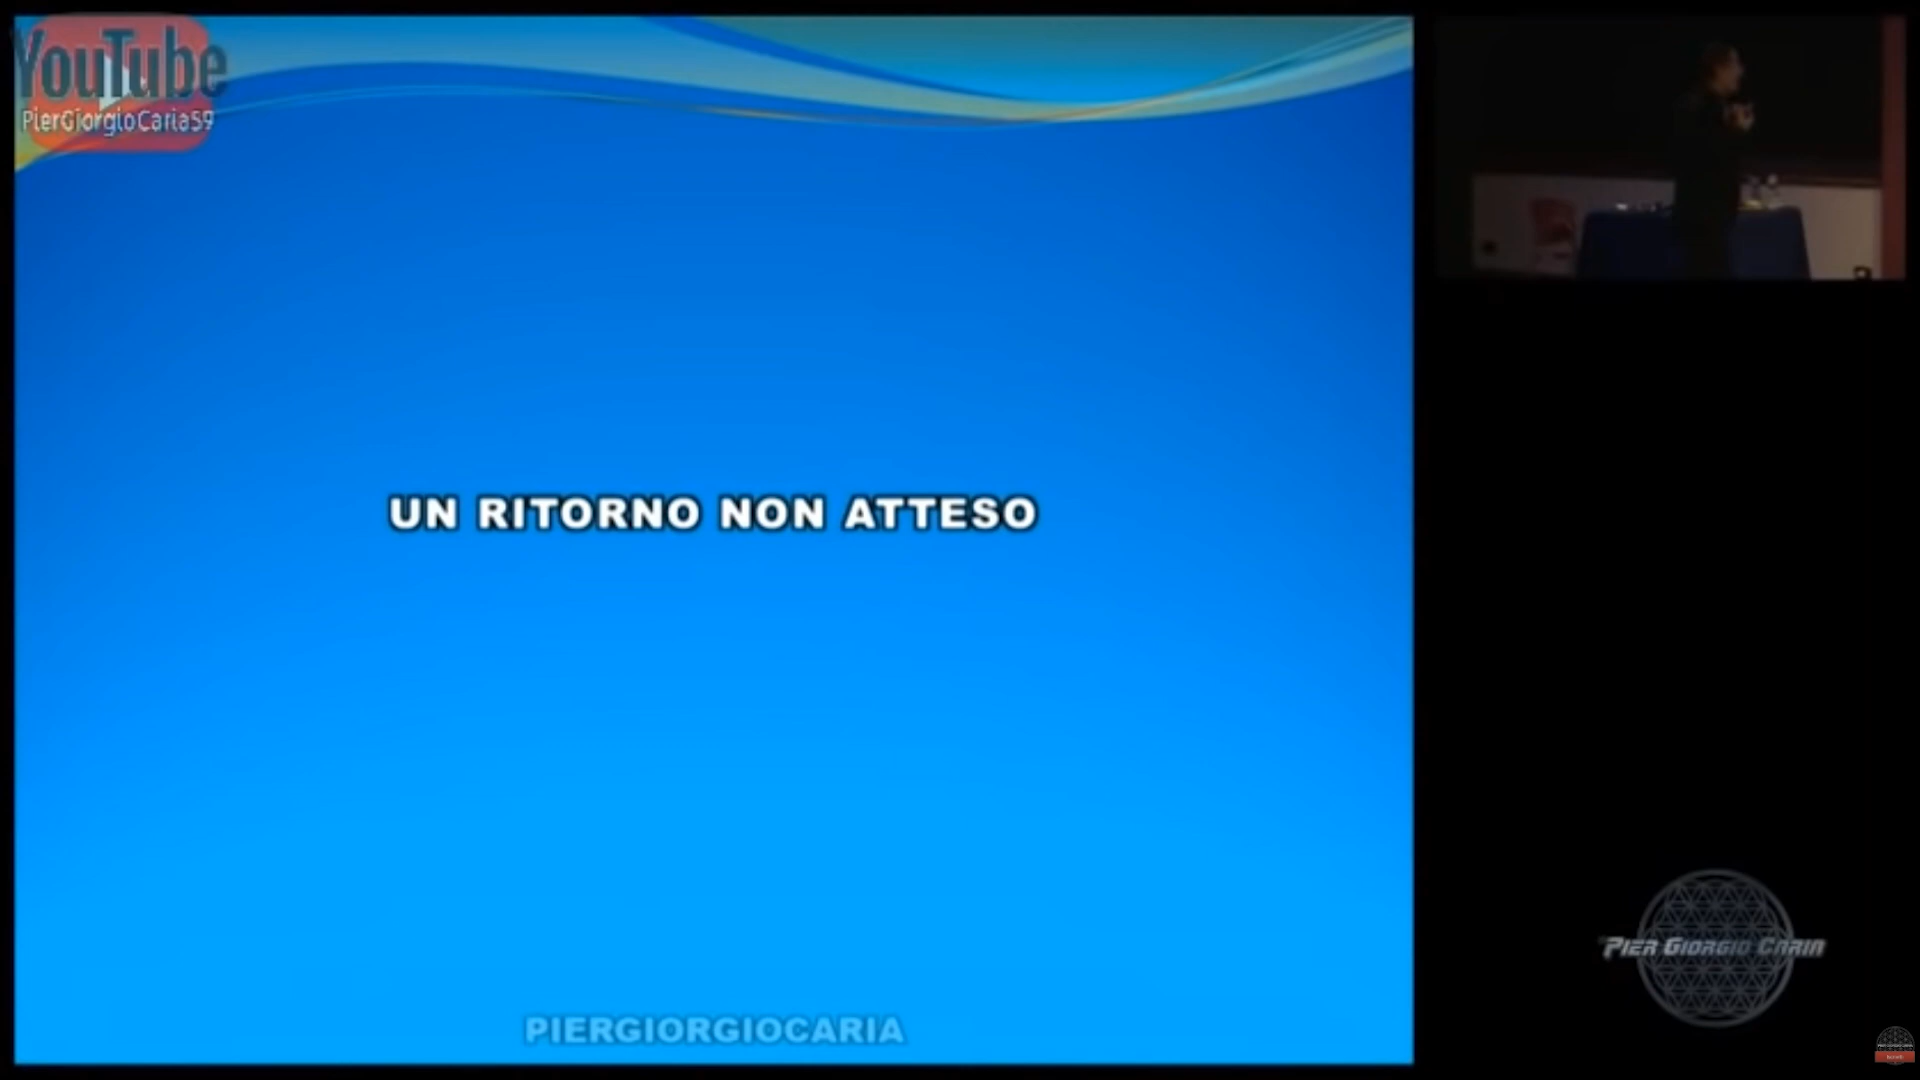 YouTube
PierGiorgioCaria59
UN RITORNO NON ATTESO
PIERGIORGIOCARIA
PIER GIORGIO CARIA